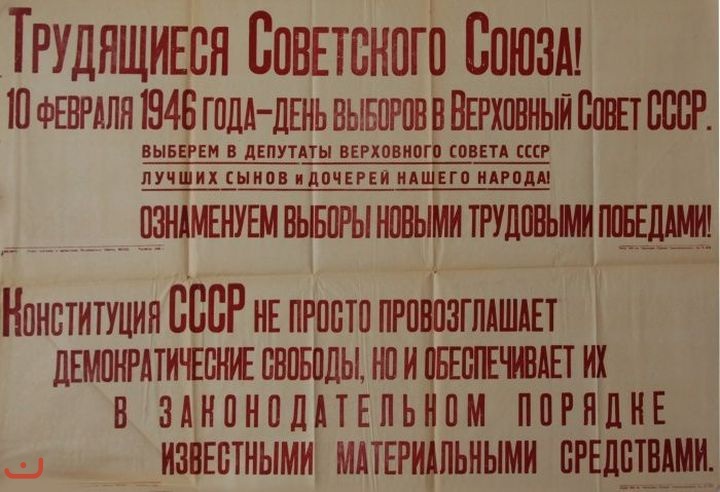 Трудящиеся Советского Союза!
10 февраля 1946 года – день выборов в Верховный Совет СССР.
ВЫБЕРЕМ В ДЕПУТАТЫ ВЕРХОВНОГО СОВЕТА СССР
ЛУЧШИХ СЫНОВ и ДОЧЕРЕЙ НАШЕГО НАРОДА!
ОЗНАМЕНУЕМ ВЫБОРЫ НОВЫМИ ТРУДОВЫМИ ПОБЕДАМИ!
Конституция СССР не просто провозглашает
демократические свободы, но и обеспечивает их
в законодательном порядке
известными материальными средствами.